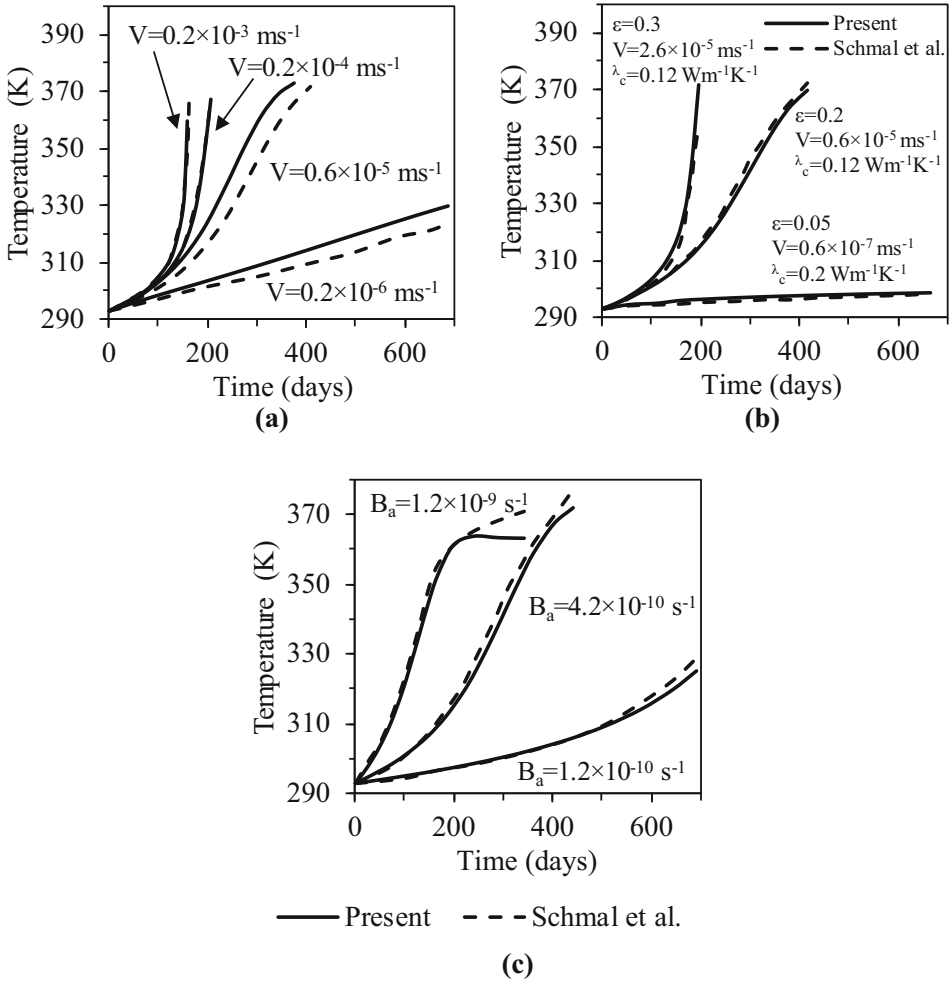 390
370
350
330
310
290
Temperature (K)
V=0.2×10⁻³ ms⁻¹
V=0.2×10⁻⁴ ms⁻¹
V=0.6×10⁻⁵ ms⁻¹
V=0.2×10⁻⁶ ms⁻¹
0 200 400 600
Time (days)
(a)
390
370
350
330
310
290
Temperature (K)
ε=0.3
V=2.6×10⁻⁵ ms⁻¹
λc=0.12 Wm⁻¹K⁻¹
Present
Schmal et al.
ε=0.2
V=0.6×10⁻⁵ ms⁻¹
λc=0.12 Wm⁻¹K⁻¹
ε=0.05
V=0.6×10⁻⁷ ms⁻¹
λc=0.2 Wm⁻¹K⁻¹
0 200 400 600
Time (days)
(b)
370
350
330
310
290
Temperature (K)
Ba=1.2×10⁻⁹ s⁻¹
Ba=4.2×10⁻¹⁰ s⁻¹
Ba=1.2×10⁻¹⁰ s⁻¹
0 200 400 600
Time (days)
Present Schmal et al.
(c)